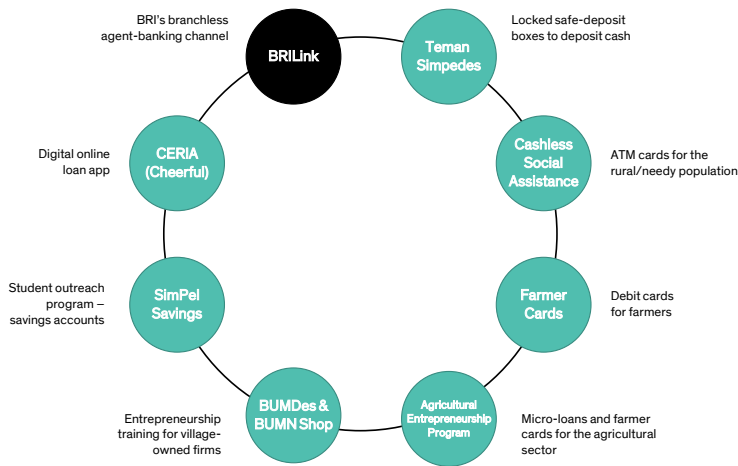 BRI's branchless
agent-banking channel
BRILink
Teman
Simpedes
Locked safe-deposit
boxes to deposit cash
Digital online
loan app
CERIA
(Cheerful)
Cashless
Social
Assistance
ATM cards for the
rural/needy population
Student outreach
program –
savings accounts
SimPel
Savings
Farmer
Cards
Debit cards
for farmers
Entrepreneurship
training for village-
owned firms
BUMDes &
BUMN Shop
Agricultural
Entrepreneurship
Program
Micro-loans and farmer
cards for the agricultural
sector